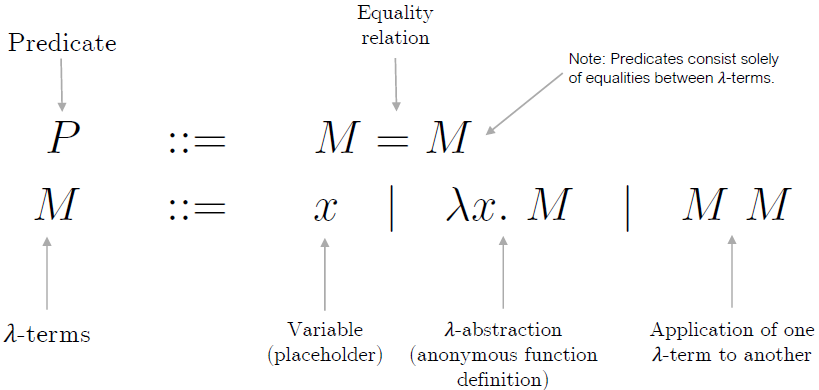 Equality
relation
Predicate
Note: Predicates consist solely
of equalities between λ-terms.
P ::= M = M
M ::= x | λx. M | M M
λ-terms
Variable
(placeholder)
λ-abstraction
(anonymous function
definition)
Application of one
λ-term to another